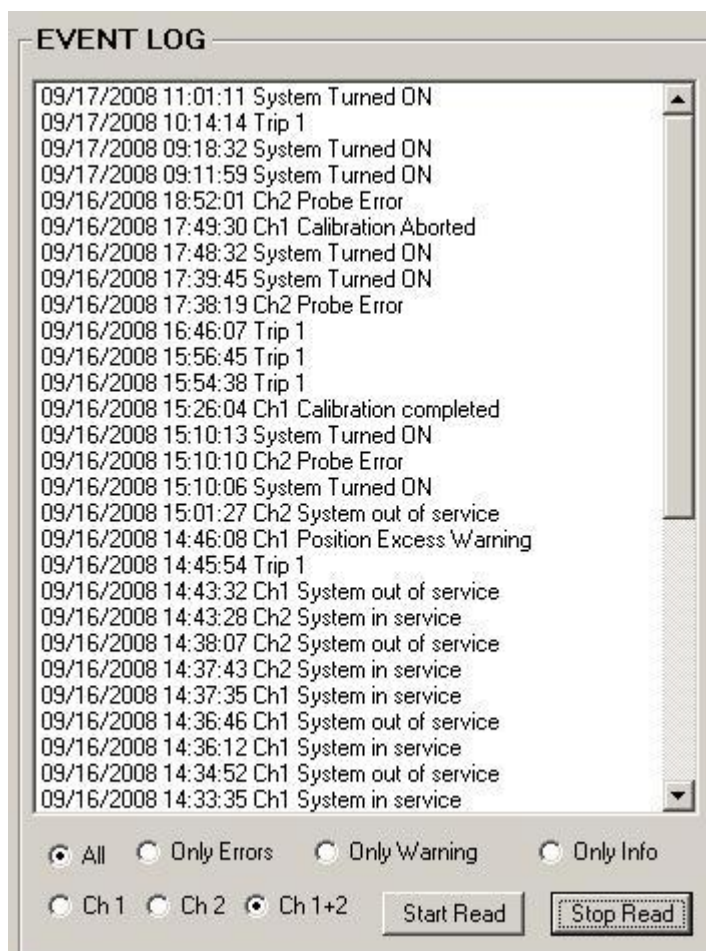 EVENT LOG
09/17/2008 11:01:11 System Turned ON
09/17/2008 10:14:14 Trip 1
09/17/2008 09:18:32 System Turned ON
09/17/2008 09:11:59 System Turned ON
09/16/2008 18:52:01 Ch2 Probe Error
09/16/2008 17:49:30 Ch1 Calibration Aborted
09/16/2008 17:48:32 System Turned ON
09/16/2008 17:39:45 System Turned ON
09/16/2008 17:38:19 Ch2 Probe Error
09/16/2008 16:46:07 Trip 1
09/16/2008 15:56:45 Trip 1
09/16/2008 15:54:38 Trip 1
09/16/2008 15:26:04 Ch1 Calibration completed
09/16/2008 15:10:13 System Turned ON
09/16/2008 15:10:10 Ch2 Probe Error
09/16/2008 15:10:06 System Turned ON
09/16/2008 15:01:27 Ch2 System out of service
09/16/2008 14:46:08 Ch1 Position Excess Warning
09/16/2008 14:45:54 Trip 1
09/16/2008 14:43:32 Ch1 System out of service
09/16/2008 14:43:28 Ch2 System in service
09/16/2008 14:38:07 Ch2 System out of service
09/16/2008 14:37:43 Ch2 System in service
09/16/2008 14:37:35 Ch1 System in service
09/16/2008 14:36:46 Ch1 System out of service
09/16/2008 14:36:12 Ch1 System in service
09/16/2008 14:34:52 Ch1 System out of service
09/16/2008 14:33:35 Ch1 System in service
All Only Errors Only Warning Only Info
Ch 1 Ch 2 Ch 1+2 Start Read Stop Read